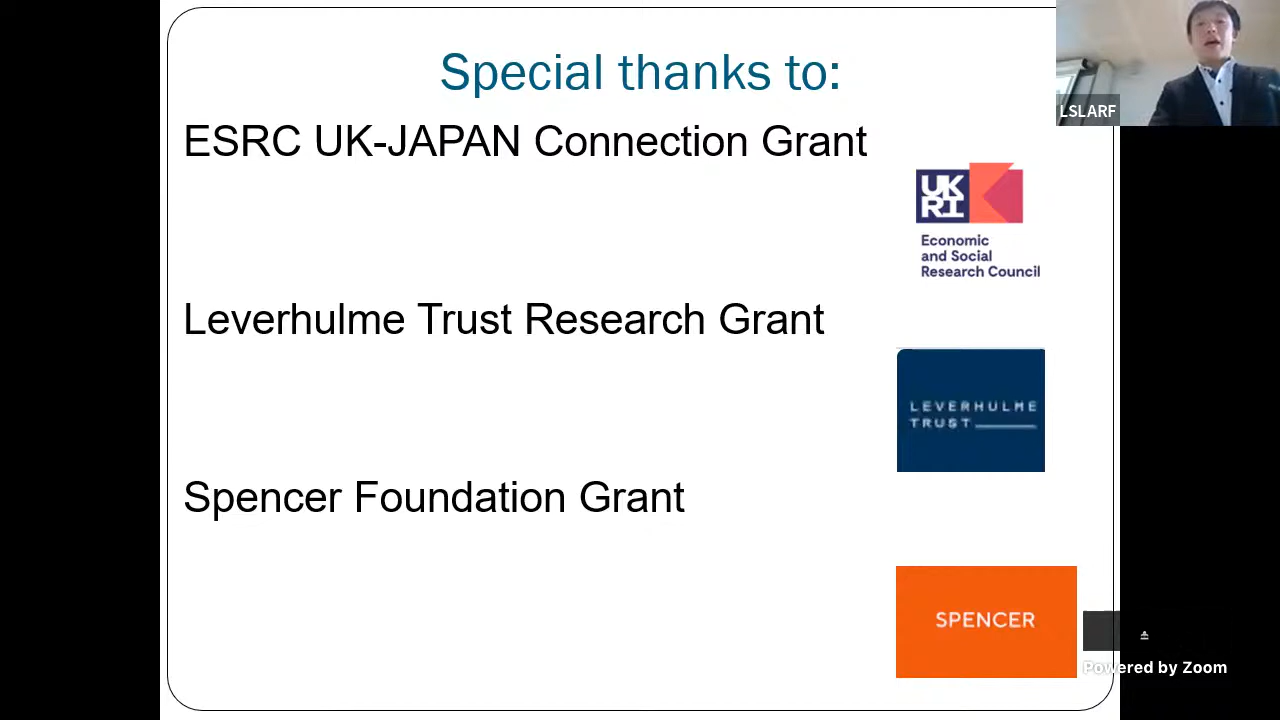 Special thanks to:
LSLARF
ESRC UK-JAPAN Connection Grant
UK
RI
Economic
and Social
Research Council
Leverhulme Trust Research Grant
LEVERHULME
TRUST
Spencer Foundation Grant
SPENCER
Powered by Zoom